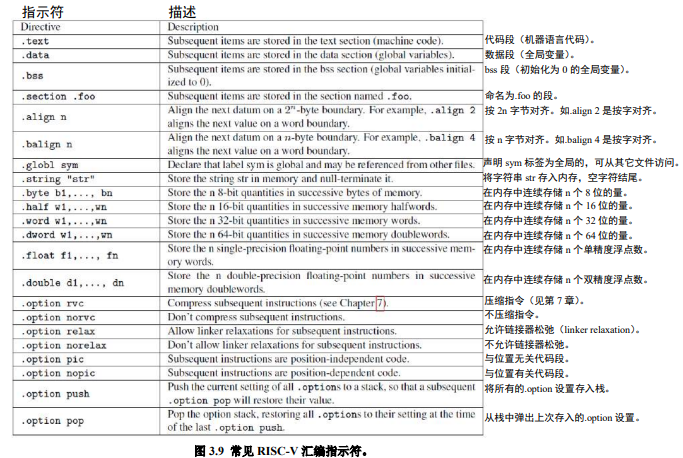 指示符 描述
Directive Description
.text Subsequent items are stored in the text section (machine code). 代码段（机器语言代码）。
.data Subsequent items are stored in the data section (global variables). 数据段（全局变量）。
.bss Subsequent items are stored in the bss section (global variables initial- bss 段（初始化为 0 的全局变量）。
ized to 0).
.section .foo Subsequent items are stored in the section named .foo. 命名为.foo 的段。
.align n Align the next datum on a 2ⁿ-byte boundary. For example, .align 2 按 2n 字节对齐。如.align 2 是按字对齐。
aligns the next value on a word boundary.
.balign n Align the next datum on a n-byte boundary. For example, .balign 4 按 n 字节对齐。如.balign 4 是按字对齐。
aligns the next value on a word boundary.
.globl sym Declare that label sym is global and may be referenced from other files. 声明 sym 标签为全局的，可从其它文件访问。
.string "str" Store the string str in memory and null-terminate it. 将字符串 str 存入内存，空字符结尾。
.byte b1,..., bn Store the n 8-bit quantities in successive bytes of memory. 在内存中连续存储 n 个 8 位的量。
.half w1,...,wn Store the n 16-bit quantities in successive memory halfwords. 在内存中连续存储 n 个 16 位的量。
.word w1,...,wn Store the n 32-bit quantities in successive memory words. 在内存中连续存储 n 个 32 位的量。
.dword w1,...,wn Store the n 64-bit quantities in successive memory doublewords. 在内存中连续存储 n 个 64 位的量。
.float f1,..., fn Store the n single-precision floating-point numbers in successive mem- 在内存中连续存储 n 个单精度浮点数。
ory words.
.double d1,..., dn Store the n double-precision floating-point numbers in successive 在内存中连续存储 n 个双精度浮点数。
memory doublewords.
.option rvc Compress subsequent instructions (see Chapter 7). 压缩指令（见第 7 章）。
.option norvc Don't compress subsequent instructions. 不压缩指令。
.option relax Allow linker relaxations for subsequent instructions. 允许链接器松弛（linker relaxation）。
.option norelax Don't allow linker relaxations for subsequent instructions. 不允许链接器松弛。
.option pic Subsequent instructions are position-independent code. 与位置无关代码段。
.option nopic Subsequent instructions are position-dependent code. 与位置有关代码段。
.option push Push the current setting of all .options to a stack, so that a subsequent 将所有的.option 设置存入栈。
.option pop will restore their value.
.option pop Pop the option stack, restoring all .options to their setting at the time 从栈中弹出上次存入的.option 设置。
of the last .option push.
图 3.9 常见 RISC-V 汇编指示符。